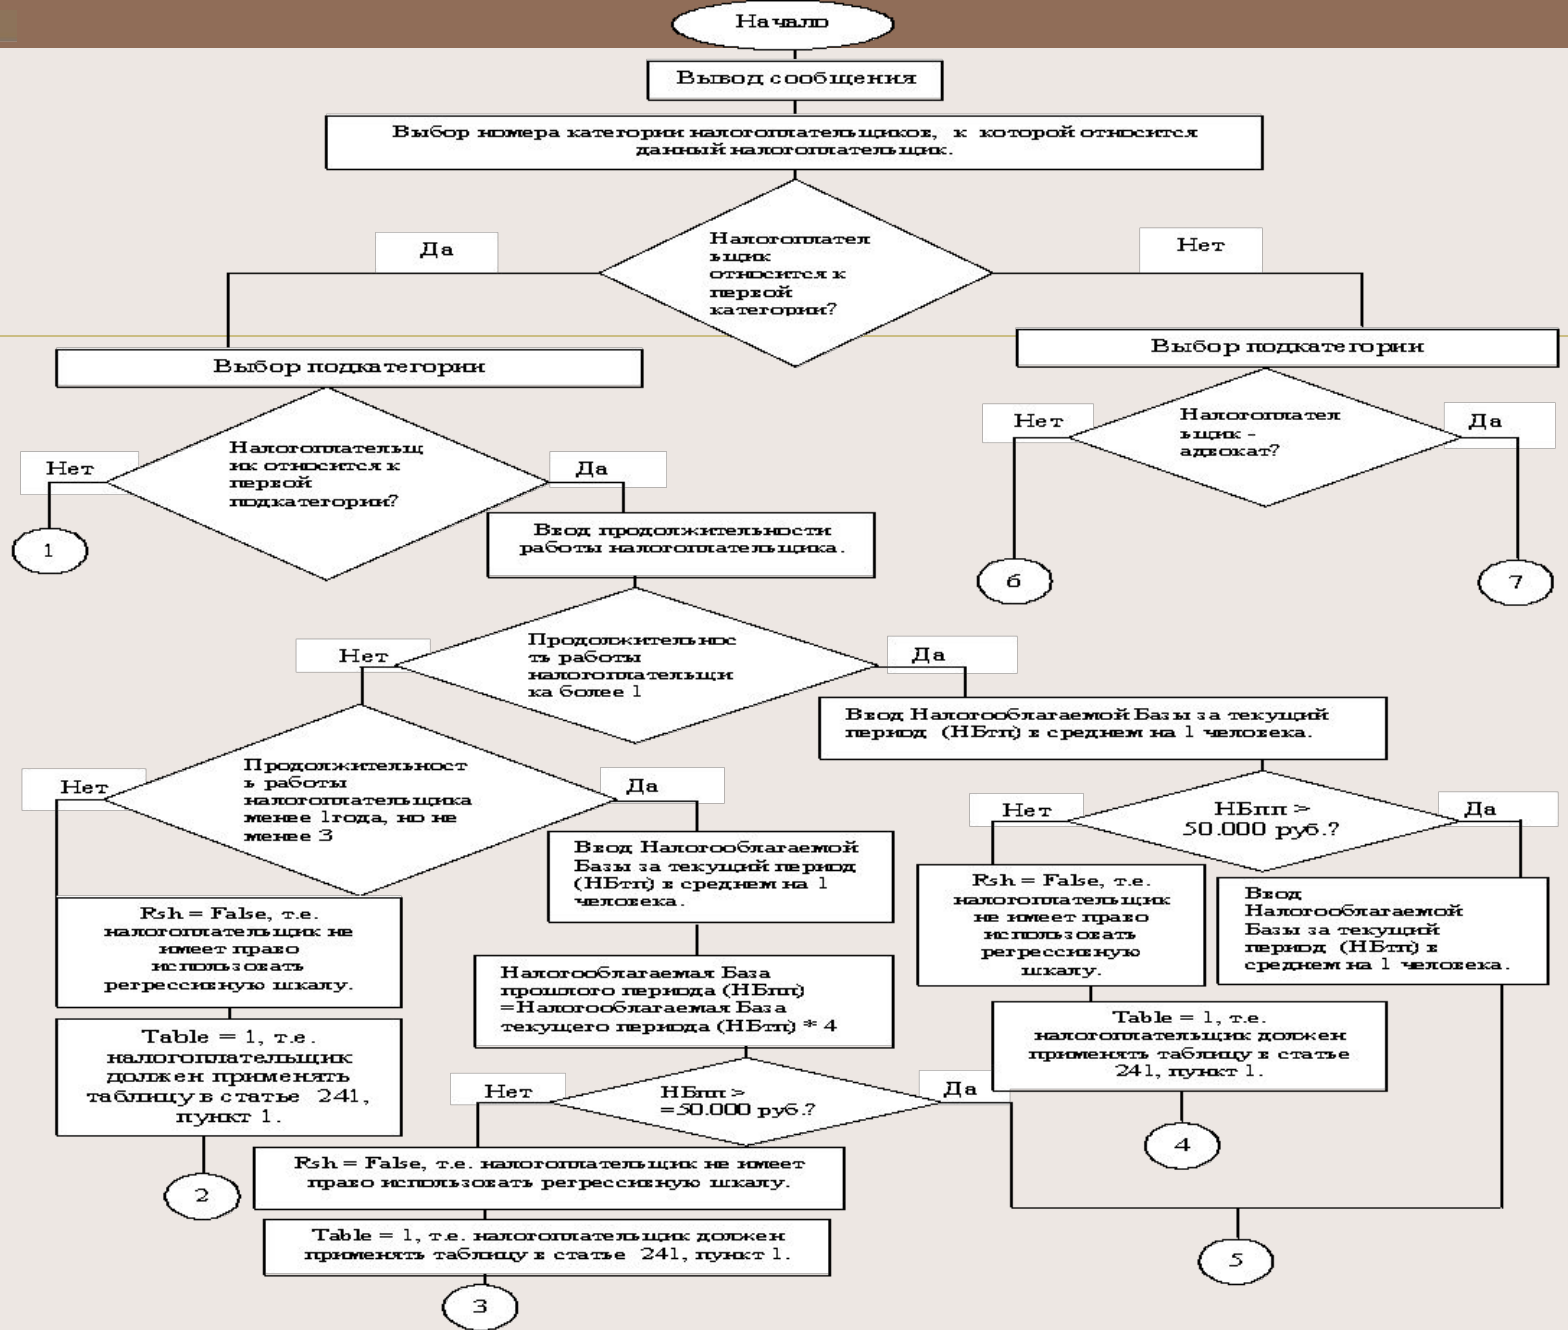 Начало
Вывод сообщения
Выбор номера категории налогоплательщиков, к которой относится
данный налогоплательщик.
Налогоплател
ьщик
относится к
первой
категории?
Да
Нет
Выбор подкатегории
Выбор подкатегории
Налогоплательщ
ик относится к
первой
подкатегории?
Нет
Да
Налогоплател
ьщик -
адвокат?
Нет
Да
1
Ввод продолжительности
работы налогоплательщика.
6
7
Продолжительнос
ть работы
налогоплательщи
ка более 1
Нет
Да
Ввод Налогооблагаемой Базы за текущий
период (НБтп) в среднем на 1 человека.
Продолжительност
ь работы
налогоплательщика
менее 1года, но не
менее 3
Нет
Да
НБпп >
50.000 руб.?
Нет
Да
Ввод Налогооблагаемой
Базы за текущий период
(НБтп) в среднем на 1
человека.
Rsh = False, т.е.
налогоплательщик
не имеет право
использовать
регрессивную
шкалу.
Ввод
Налогооблагаемой
Базы за текущий
период (НБтп) в
среднем на 1 человека.
Rsh = False, т.е.
налогоплательщик не
имеет право
использовать
регрессивную шкалу.
Налогооблагаемая База
прошлого периода (НБпп)
=Налогооблагаемая База
текущего периода (НБтп) * 4
Table = 1, т.е.
налогоплательщик должен
применять таблицу в статье
241, пункт 1.
Table = 1, т.е.
налогоплательщик
должен применять
таблицу в статье 241,
пункт 1.
НБпп >
=50.000 руб.?
Нет
Да
4
Rsh = False, т.е. налогоплательщик не имеет
право использовать регрессивную шкалу.
2
Table = 1, т.е. налогоплательщик должен
применять таблицу в статье 241, пункт 1.
5
3